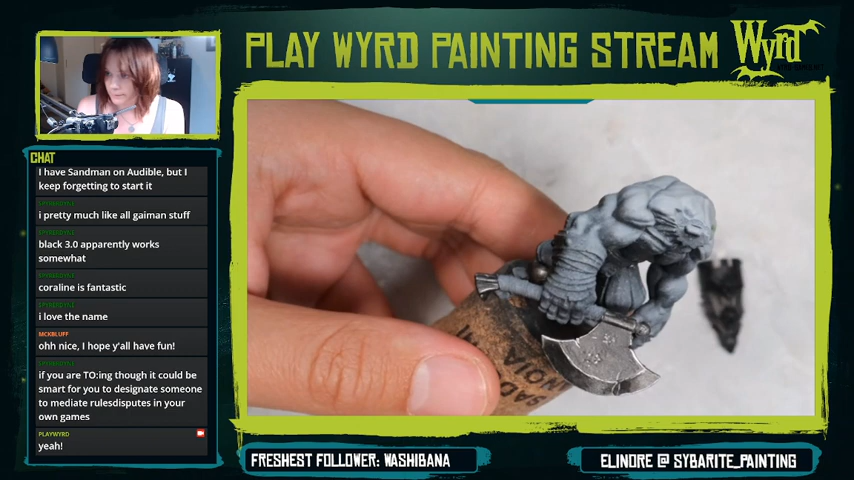 PLAY WYRD PAINTING STREAM
Wyrd
CHAT
I have Sandman on Audible, but I
keep forgetting to start it
i pretty much like all gaiman stuff
black 3.0 apparently works
somewhat
coraline is fantastic
i love the name
MCKBLUFF
ohh nice, I hope y'all have fun!
if you are TO:ing though it could be
smart for you to designate someone
to mediate rulesdisputes in your
own games
PLAYWYRD
yeah!
FRESHEST FOLLOWER: WASHIBANA
ELINORE @ SYBARITE_PAINTING